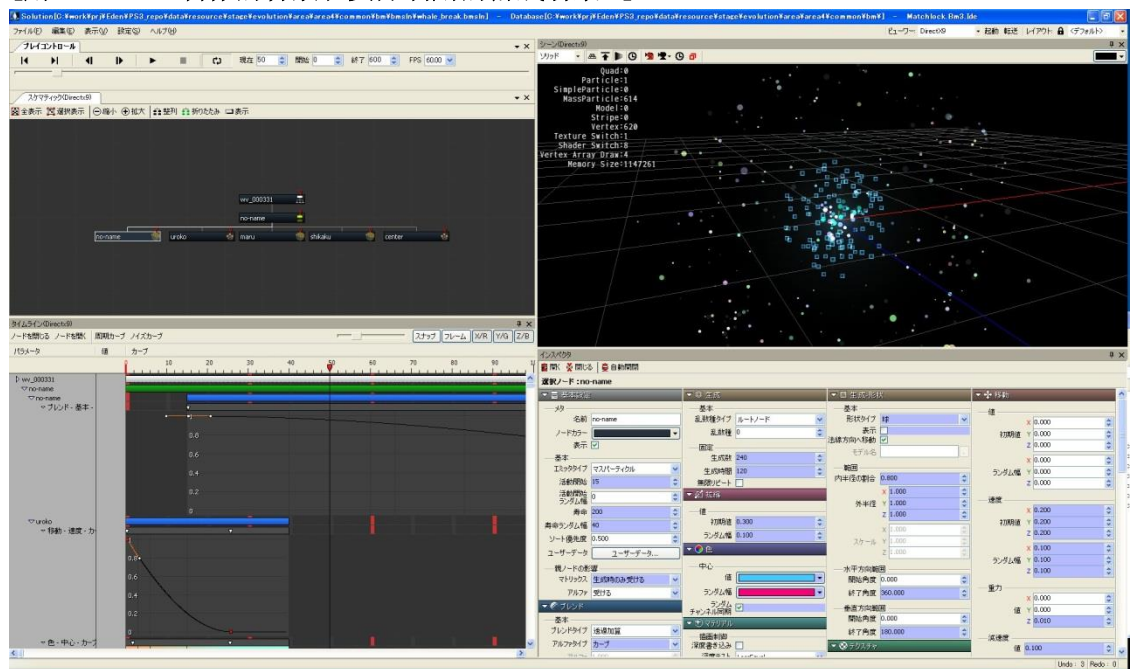 Solution[C:¥work¥prj¥Eden¥PS3_repo¥data¥resource¥stage¥evolution¥area¥area4¥common¥bm¥bmsln¥whale_break.bmsln] - Database[C:¥work¥prj¥Eden¥PS3_repo¥data¥resource¥stage¥evolution¥area¥area4¥common¥bm¥] - Matchlock.Bm3.Ide
ファイル(F) 編集(E) 表示(V) 設定(S) ヘルプ(H)
ビューワー: DirectX9 起動 転送 レイアウト <デフォルト>
プレイコントロール
現在 50 開始 0 終了 600 FPS 6000
スケマティック(Directx9)
全表示 選択表示 縮小 拡大 整列 折りたたみ 表示
vvv_000331
no-name
no-name uroko maru shikaku center
シーン(Directx9)
ソリッド
Quad:0
Particle:1
SimpleParticle:0
MassParticle:614
Model:0
Stripe:0
Vertex:620
Texture Switch:1
Shader Switch:8
Vertex Array Draw:4
Memory Size:1147261
タイムライン(Directx9)
ノードを閉じる ノードを開く 周期カーブ ノイズカーブ スナップ フレーム X/R Y/G Z/B
パラメータ 値 カーブ
10 20 30 40 50 60 70 80 90
vvv_000331
no-name
no-name
ブレンド - 基本 -
0.8
0.6
0.4
0.2
0
uroko
移動 - 速度 - カ
0.8
0.6
0.4
0.2
0
色 - 中心 - カーブ
インスペクタ
開く 閉じる 自動開閉
選択ノード :no-name
基本設定
メタ
名前 no-name
ノードカラー
表示
基本
エミッタタイプ マスパーティクル
活動開始 15
活動開始ランダム幅 0
寿命 200
寿命ランダム幅 40
ソート優先度 0.500
ユーザーデータ ユーザーデータ...
親ノードの影響
マトリックス 生成時のみ受ける
アルファ 受ける
ブレンド
基本
ブレンドタイプ 透過加算
アルファタイプ カーブ
生成
基本
乱数種タイプ ルートノード
乱数種 0
固定
生成数 240
生成時間 120
無限リピート
拡縮
値
初期値 0.300
ランダム幅 0.100
色
中心
値
ランダム幅
ランダムチャンネル同期
マテリアル
描画制御
深度書き込み
生成-形状
基本
形状タイプ 球
表示
法線方向へ移動
モデル名
範囲
内半径の割合 0.800
外半径 X 1.000
Y 1.000
Z 1.000
スケール X 1.000
Y 1.000
Z 1.000
水平方向範囲
開始角度 0.000
終了角度 360.000
垂直方向範囲
開始角度 0.000
終了角度 180.000
テクスチャ
移動
値
初期値 X 0.000
Y 0.000
Z 0.000
ランダム幅 X 0.000
Y 0.000
Z 0.000
速度
初期値 X 0.200
Y 0.200
Z 0.200
ランダム幅 X 0.100
Y 0.100
Z 0.100
重力
値 X 0.000
Y 0.000
Z 0.010
減速度
値 0.100
Undo : 3 Redo : 0